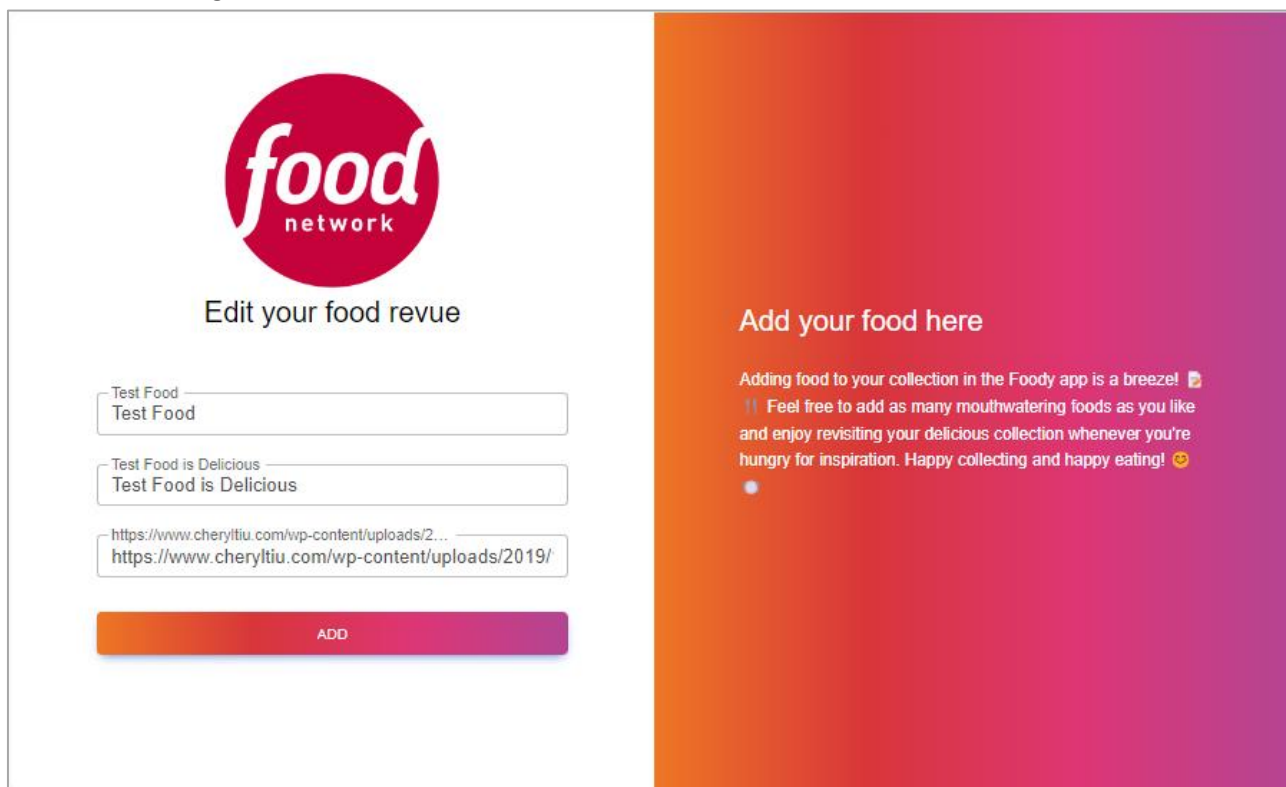 food
network
Edit your food revue
Test Food
Test Food
Test Food is Delicious
Test Food is Delicious
https://www.cheryltiu.com/wp-content/uploads/2...
https://www.cheryltiu.com/wp-content/uploads/2019/
ADD
Add your food here
Adding food to your collection in the Foody app is a breeze! 📝
🍴 Feel free to add as many mouthwatering foods as you like
and enjoy revisiting your delicious collection whenever you're
hungry for inspiration. Happy collecting and happy eating! 😊
🍽️